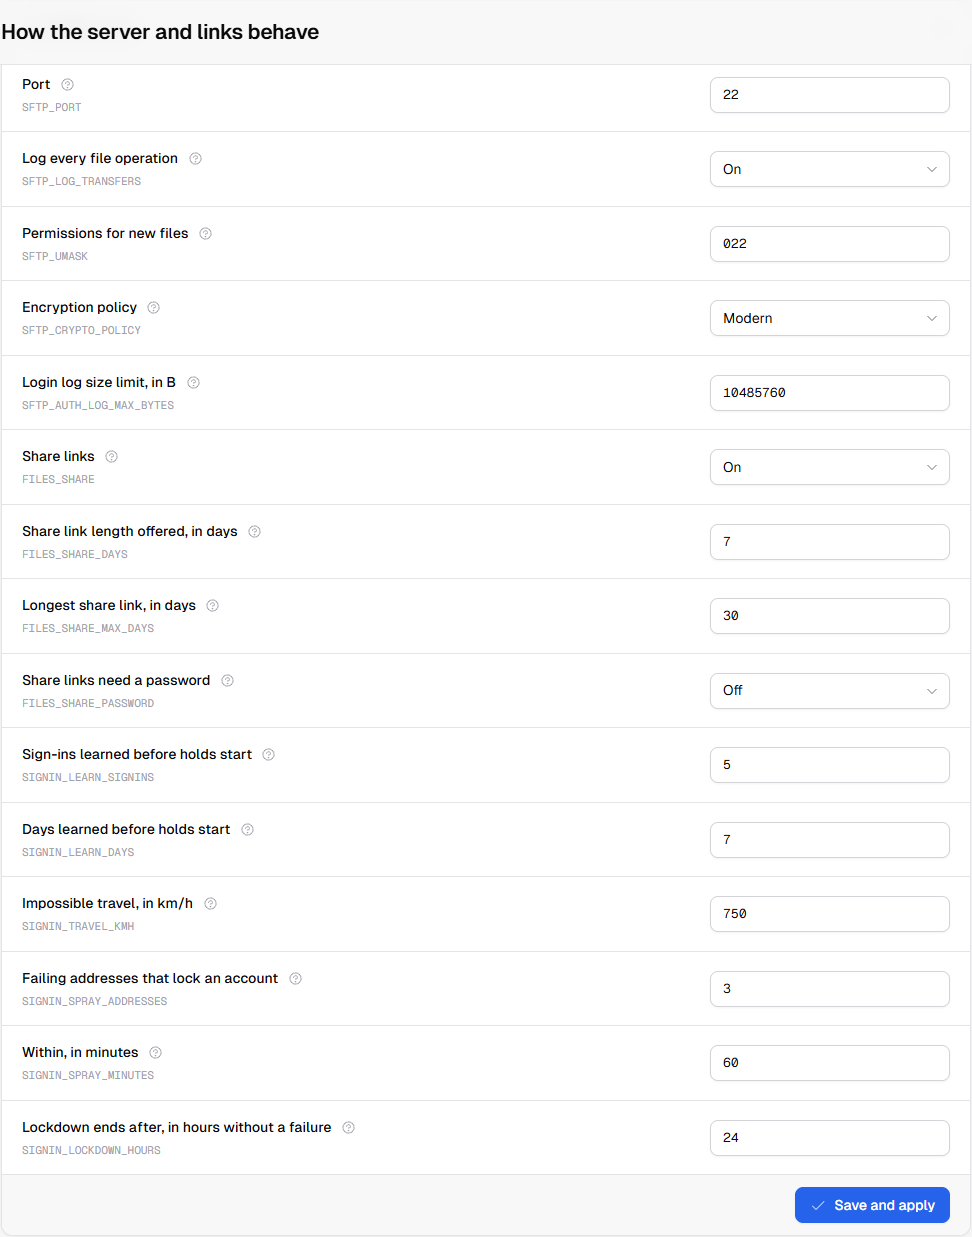 How the server and links behave
Port
SFTP_PORT
22
Log every file operation
SFTP_LOG_TRANSFERS
On
Permissions for new files
SFTP_UMASK
022
Encryption policy
SFTP_CRYPTO_POLICY
Modern
Login log size limit, in B
SFTP_AUTH_LOG_MAX_BYTES
10485760
Share links
FILES_SHARE
On
Share link length offered, in days
FILES_SHARE_DAYS
7
Longest share link, in days
FILES_SHARE_MAX_DAYS
30
Share links need a password
FILES_SHARE_PASSWORD
Off
Sign-ins learned before holds start
SIGNIN_LEARN_SIGNINS
5
Days learned before holds start
SIGNIN_LEARN_DAYS
7
Impossible travel, in km/h
SIGNIN_TRAVEL_KMH
750
Failing addresses that lock an account
SIGNIN_SPRAY_ADDRESSES
3
Within, in minutes
SIGNIN_SPRAY_MINUTES
60
Lockdown ends after, in hours without a failure
SIGNIN_LOCKDOWN_HOURS
24
Save and apply